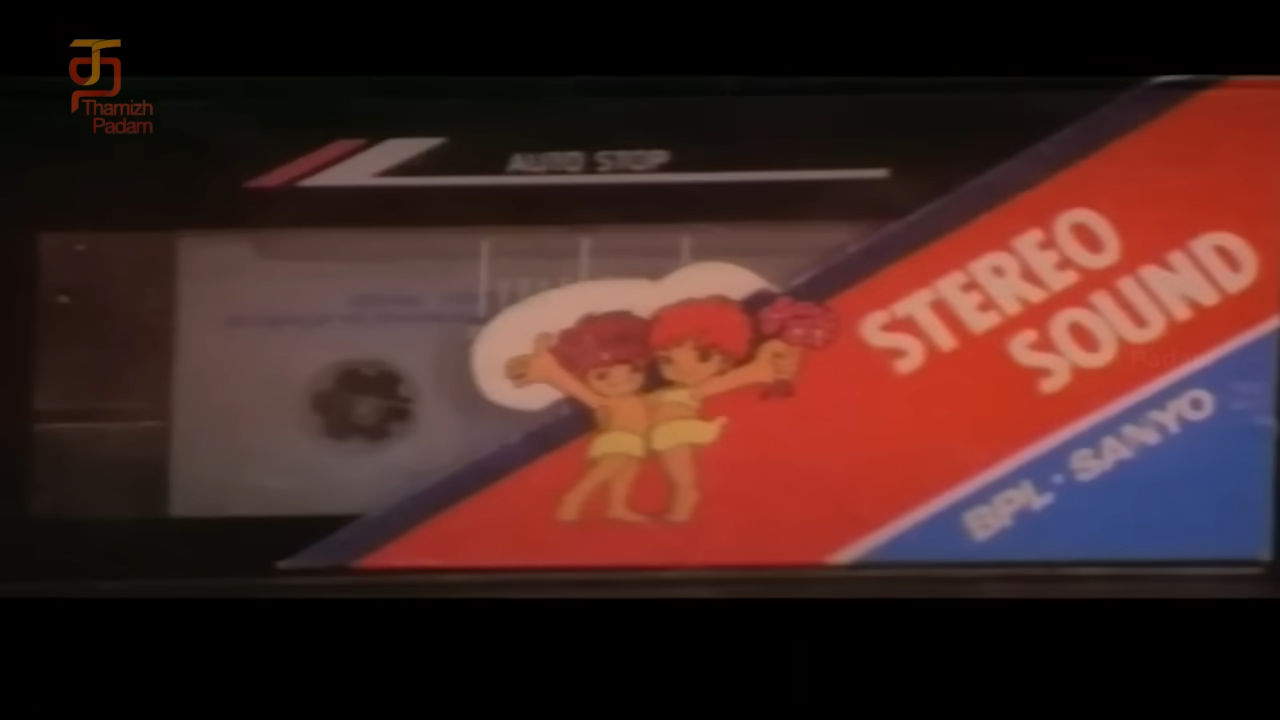 Thamizh
Padam
AUTO STOP
STEREO
SOUND
BPL·SANYO